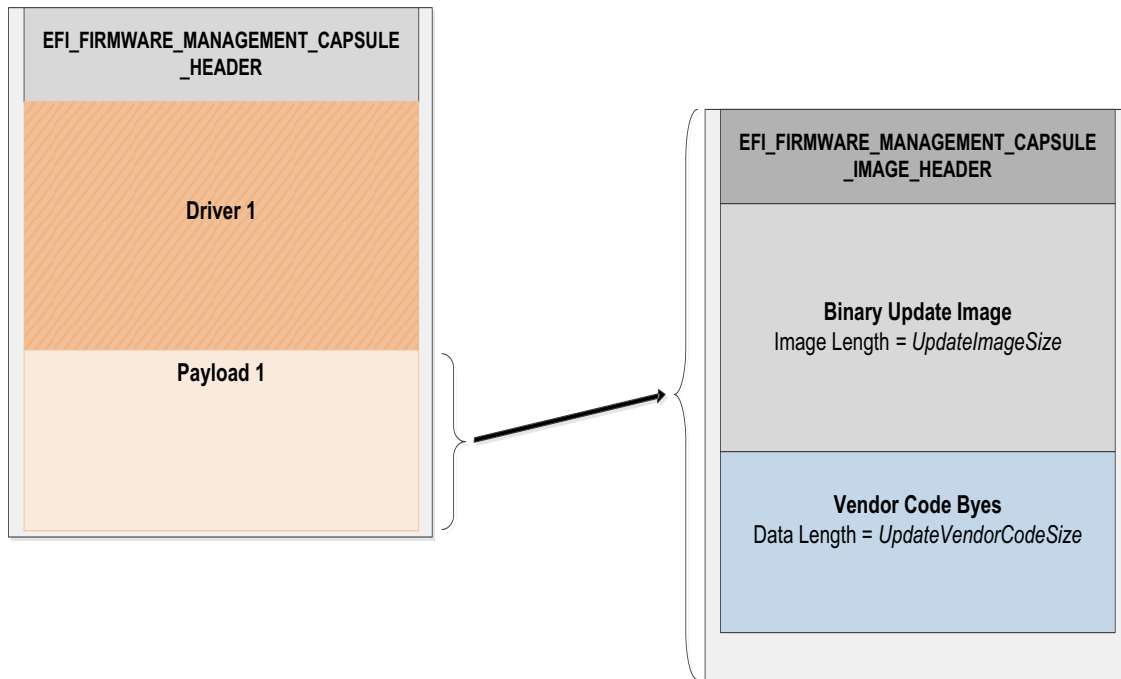 EFI_FIRMWARE_MANAGEMENT_CAPSULE
_HEADER
Driver 1
Payload 1
EFI_FIRMWARE_MANAGEMENT_CAPSULE
_IMAGE_HEADER
Binary Update Image
Image Length = UpdateImageSize
Vendor Code Byes
Data Length = UpdateVendorCodeSize